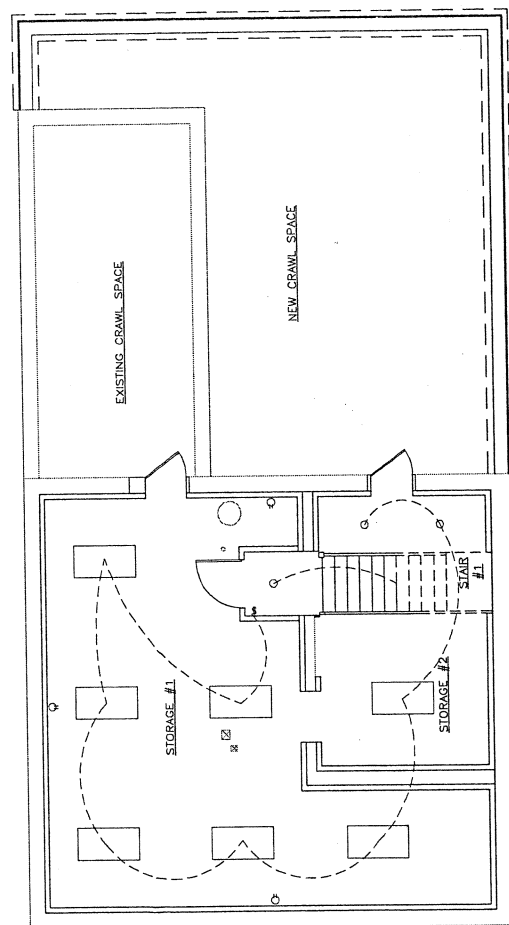 EXISTING CRAWL SPACE
NEW CRAWL SPACE
STORAGE #1
$
STAIR
#1
STORAGE #2